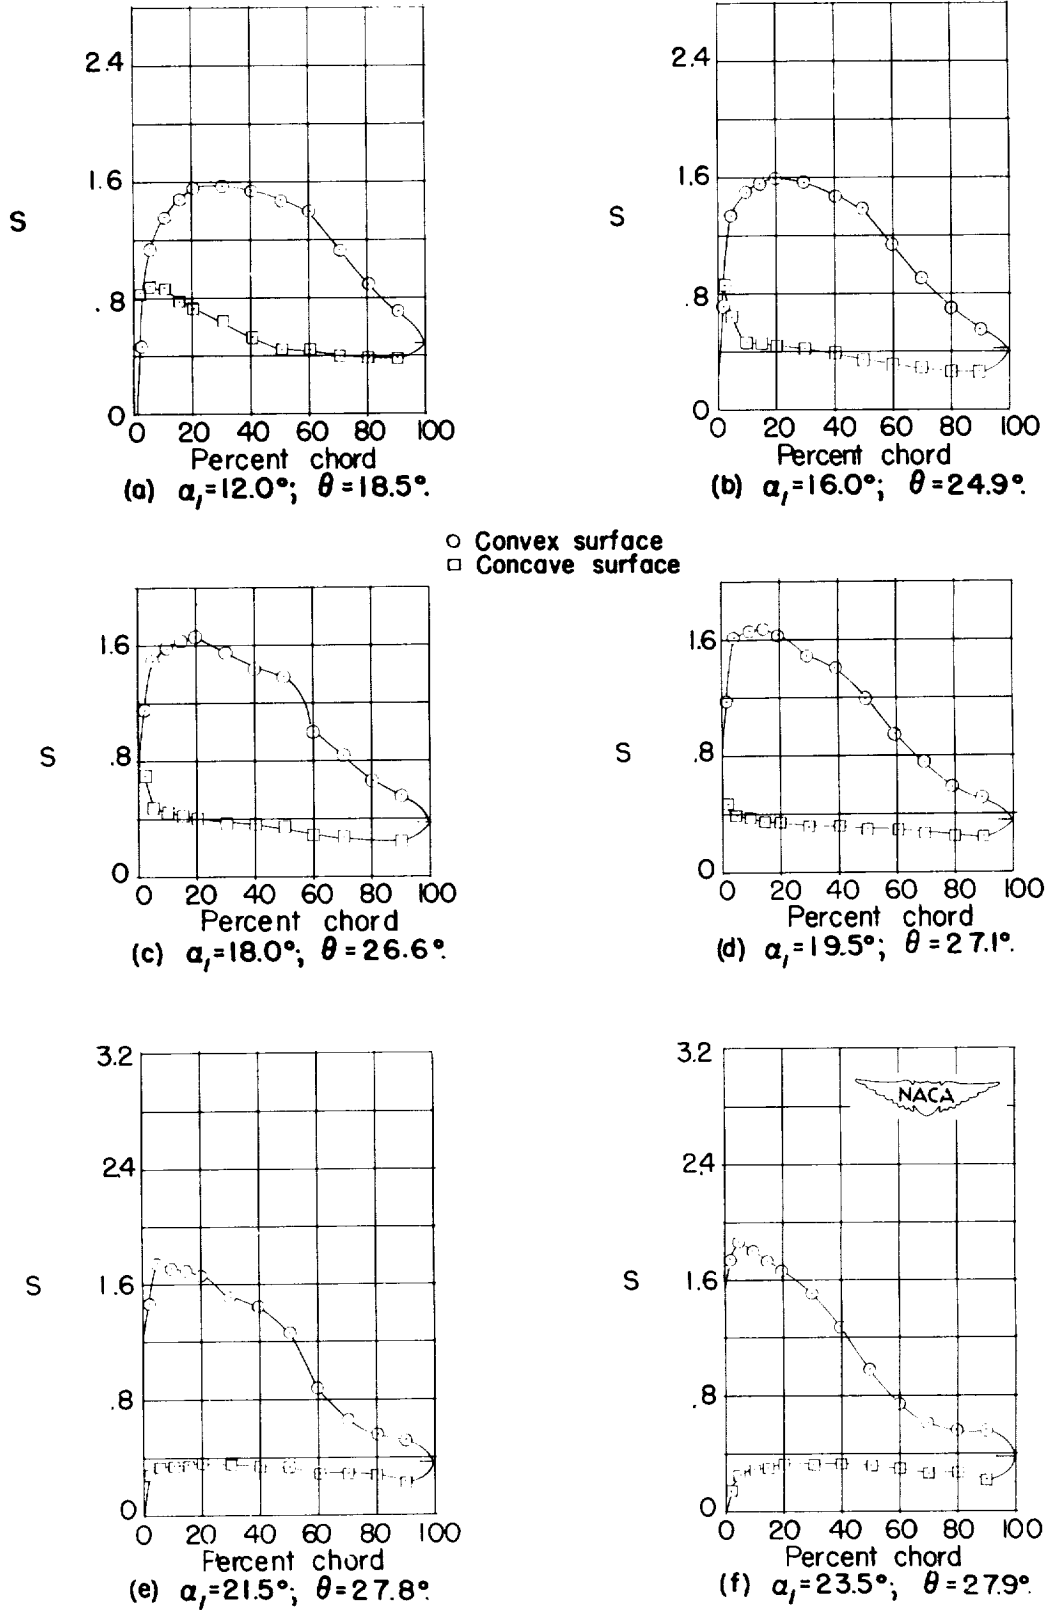 2.4
1.6
S
.8
0
0 20 40 60 80 100
Percent chord
(a) α₁=12.0°; θ=18.5°.
2.4
1.6
S
.8
0
0 20 40 60 80 100
Percent chord
(b) α₁=16.0°; θ=24.9°.
Convex surface
Concave surface
1.6
S
.8
0
0 20 40 60 80 100
Percent chord
(c) α₁=18.0°; θ=26.6°.
1.6
S
.8
0
0 20 40 60 80 100
Percent chord
(d) α₁=19.5°; θ=27.1°.
3.2
2.4
1.6
S
.8
0
0 20 40 60 80 100
Percent chord
(e) α₁=21.5°; θ=27.8°.
3.2
NACA
2.4
1.6
S
.8
0
0 20 40 60 80 100
Percent chord
(f) α₁=23.5°; θ=27.9°.